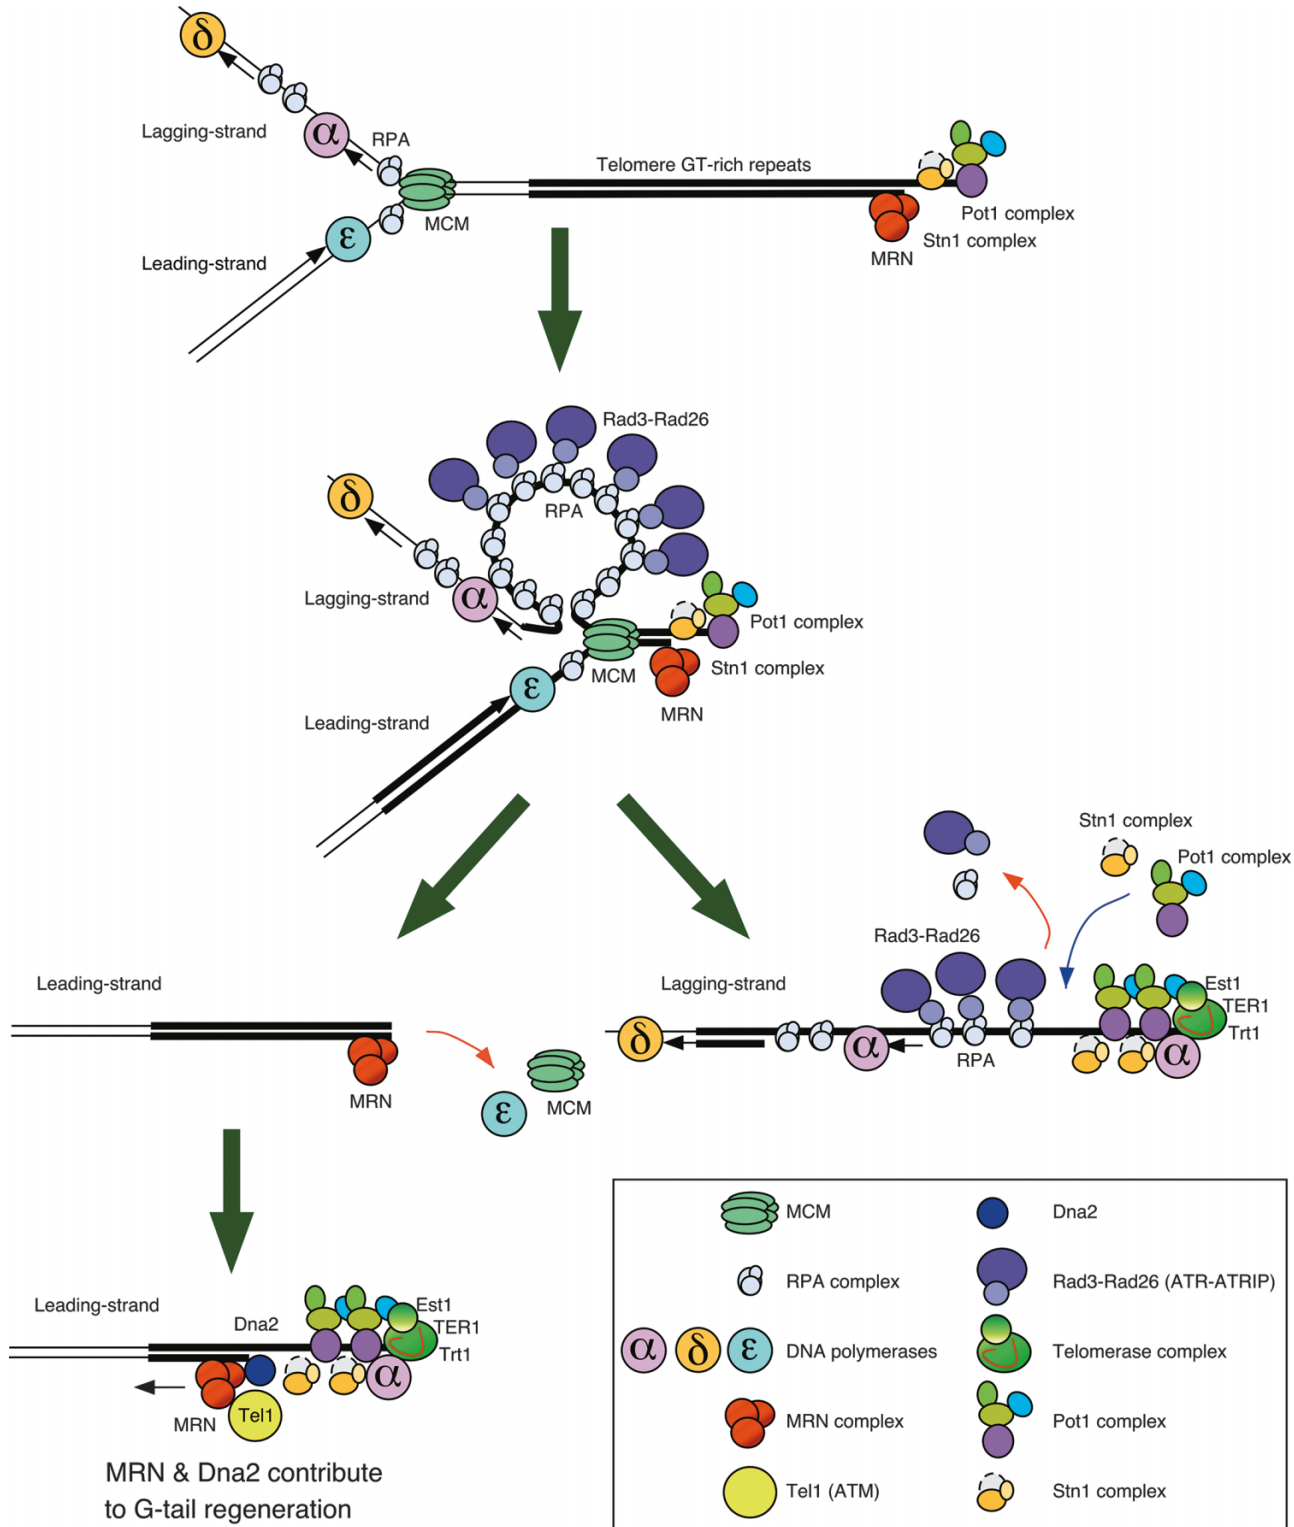 δ
Lagging-strand
α
RPA
Telomere GT-rich repeats
MCM
Pot1 complex
Stn1 complex
MRN
ε
Leading-strand
Rad3-Rad26
RPA
δ
Lagging-strand
α
Pot1 complex
MCM
Stn1 complex
MRN
ε
Leading-strand
Stn1 complex
Pot1 complex
Rad3-Rad26
Leading-strand
Lagging-strand
Est1
TER1
Trt1
δ
α
RPA
α
MRN
ε
MCM
Leading-strand
Dna2
Est1
TER1
Trt1
α
MRN
Tel1
MRN & Dna2 contribute
to G-tail regeneration
MCM
Dna2
RPA complex
Rad3-Rad26 (ATR-ATRIP)
α δ ε DNA polymerases
Telomerase complex
MRN complex
Pot1 complex
Tel1 (ATM)
Stn1 complex